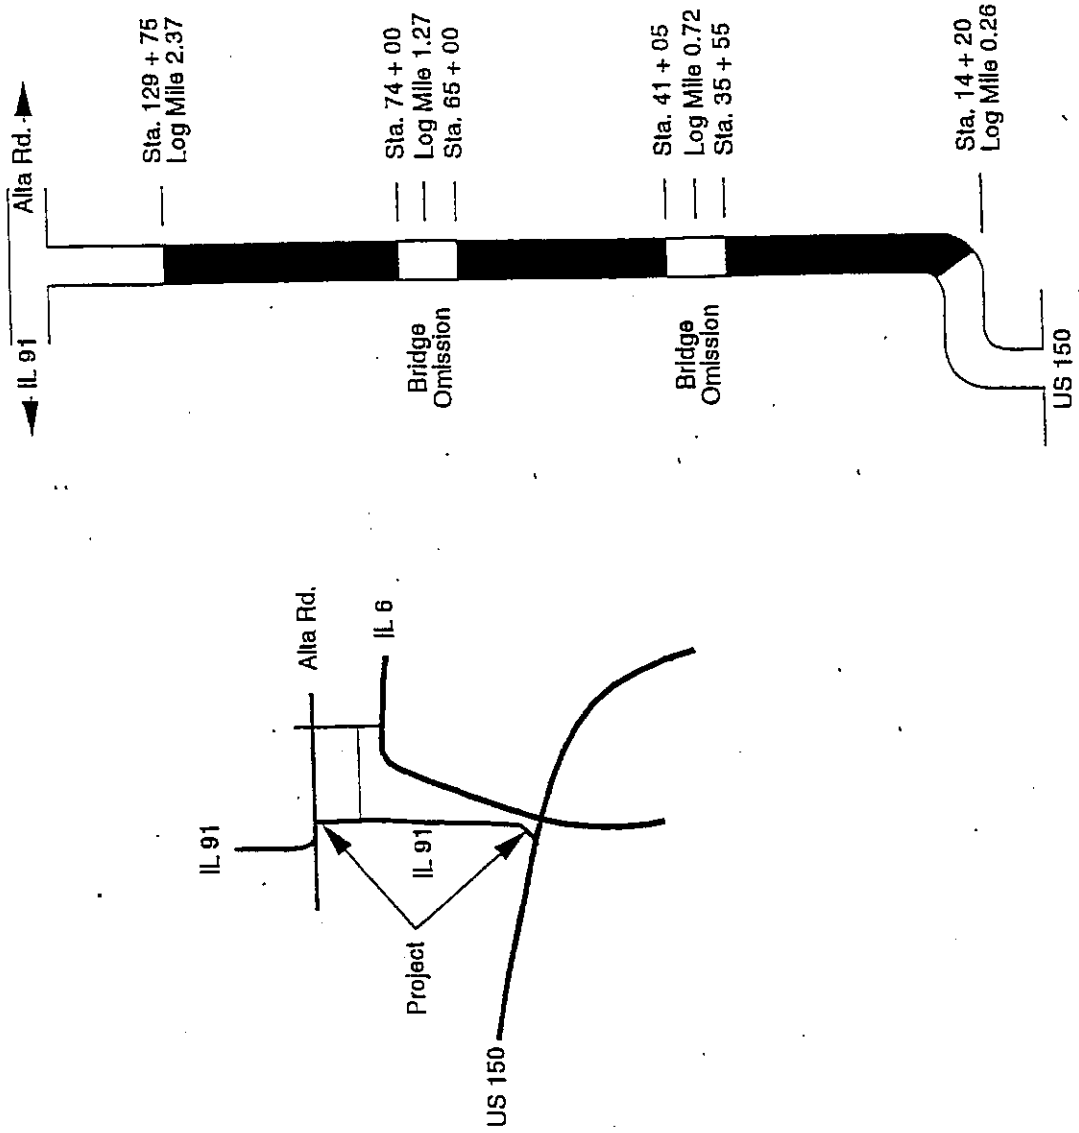 IL 91
Alta Rd.
Sta. 129 + 75
Log Mile 2.37
Sta. 74 + 00
Log Mile 1.27
Sta. 65 + 00
Bridge
Omission
Sta. 41 + 05
Log Mile 0.72
Sta. 35 + 55
Bridge
Omission
Sta. 14 + 20
Log Mile 0.26
US 150
IL 91
Alta Rd.
IL 6
IL 91
Project
US 150